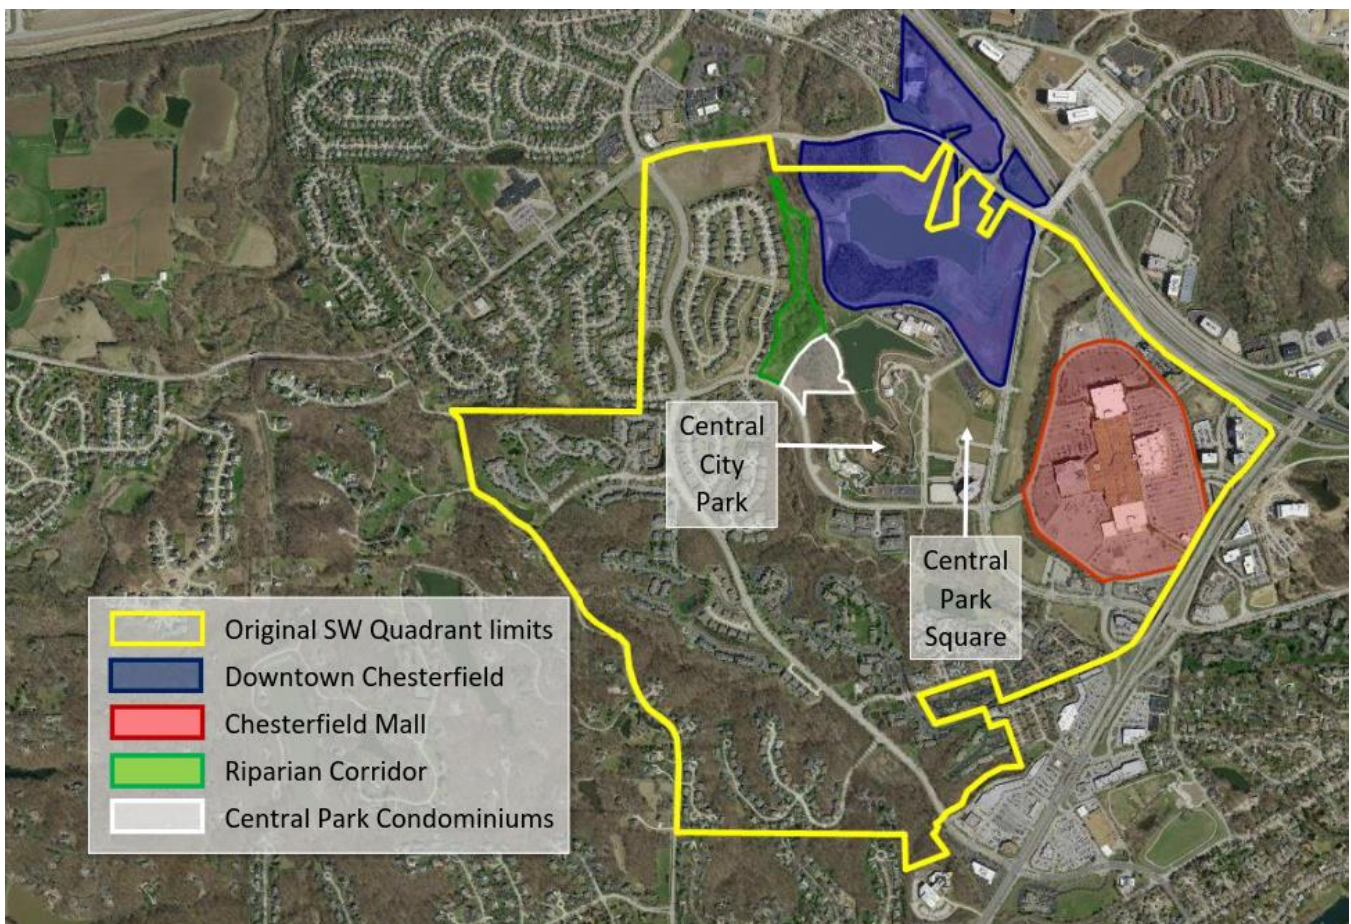 Central
City
Park
Central
Park
Square
Original SW Quadrant limits
Downtown Chesterfield
Chesterfield Mall
Riparian Corridor
Central Park Condominiums